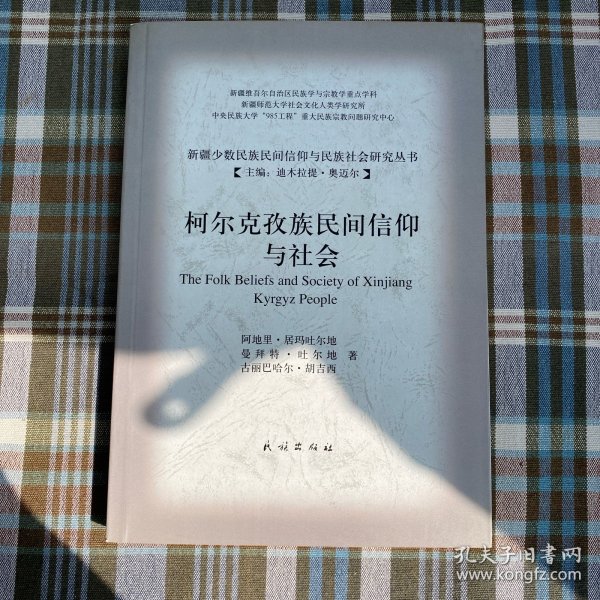 新疆维吾尔自治区民族学与宗教学重点学科
新疆师范大学社会文化人类学研究所
中央民族大学“985工程”重大民族宗教问题研究中心
新疆少数民族民间信仰与民族社会研究丛书
【主编：迪木拉提·奥迈尔】
柯尔克孜族民间信仰
与社会
The Folk Beliefs and Society of Xinjiang
Kyrgyz People
阿地里·居玛吐尔地
曼拜特·吐尔地 著
古丽巴哈尔·胡吉西
民族出版社
孔夫子旧书网
www.kongfz.com